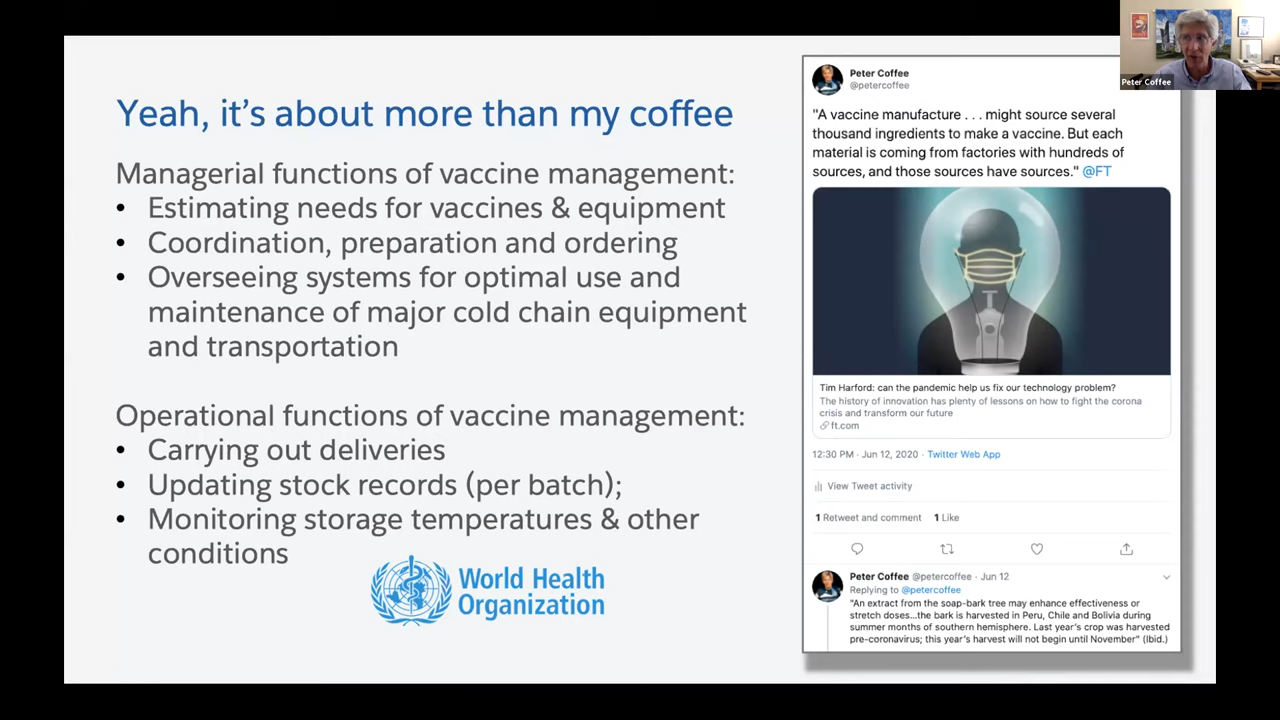 Yeah, it's about more than my coffee
Managerial functions of vaccine management:
• Estimating needs for vaccines & equipment
• Coordination, preparation and ordering
• Overseeing systems for optimal use and
maintenance of major cold chain equipment
and transportation
Operational functions of vaccine management:
• Carrying out deliveries
• Updating stock records (per batch);
• Monitoring storage temperatures & other
conditions
World Health
Organization
Peter Coffee
@petercoffee
"A vaccine manufacture . . . might source several
thousand ingredients to make a vaccine. But each
material is coming from factories with hundreds of
sources, and those sources have sources." @FT
Tim Harford: can the pandemic help us fix our technology problem?
The history of innovation has plenty of lessons on how to fight the corona
crisis and transform our future
ft.com
12:30 PM · Jun 12, 2020 · Twitter Web App
View Tweet activity
1 Retweet and comment 1 Like
Peter Coffee @petercoffee · Jun 12
Replying to @petercoffee
"An extract from the soap-bark tree may enhance effectiveness or
stretch doses...the bark is harvested in Peru, Chile and Bolivia during
summer months of southern hemisphere. Last year's crop was harvested
pre-coronavirus; this year's harvest will not begin until November" (Ibid.)
Peter Coffee